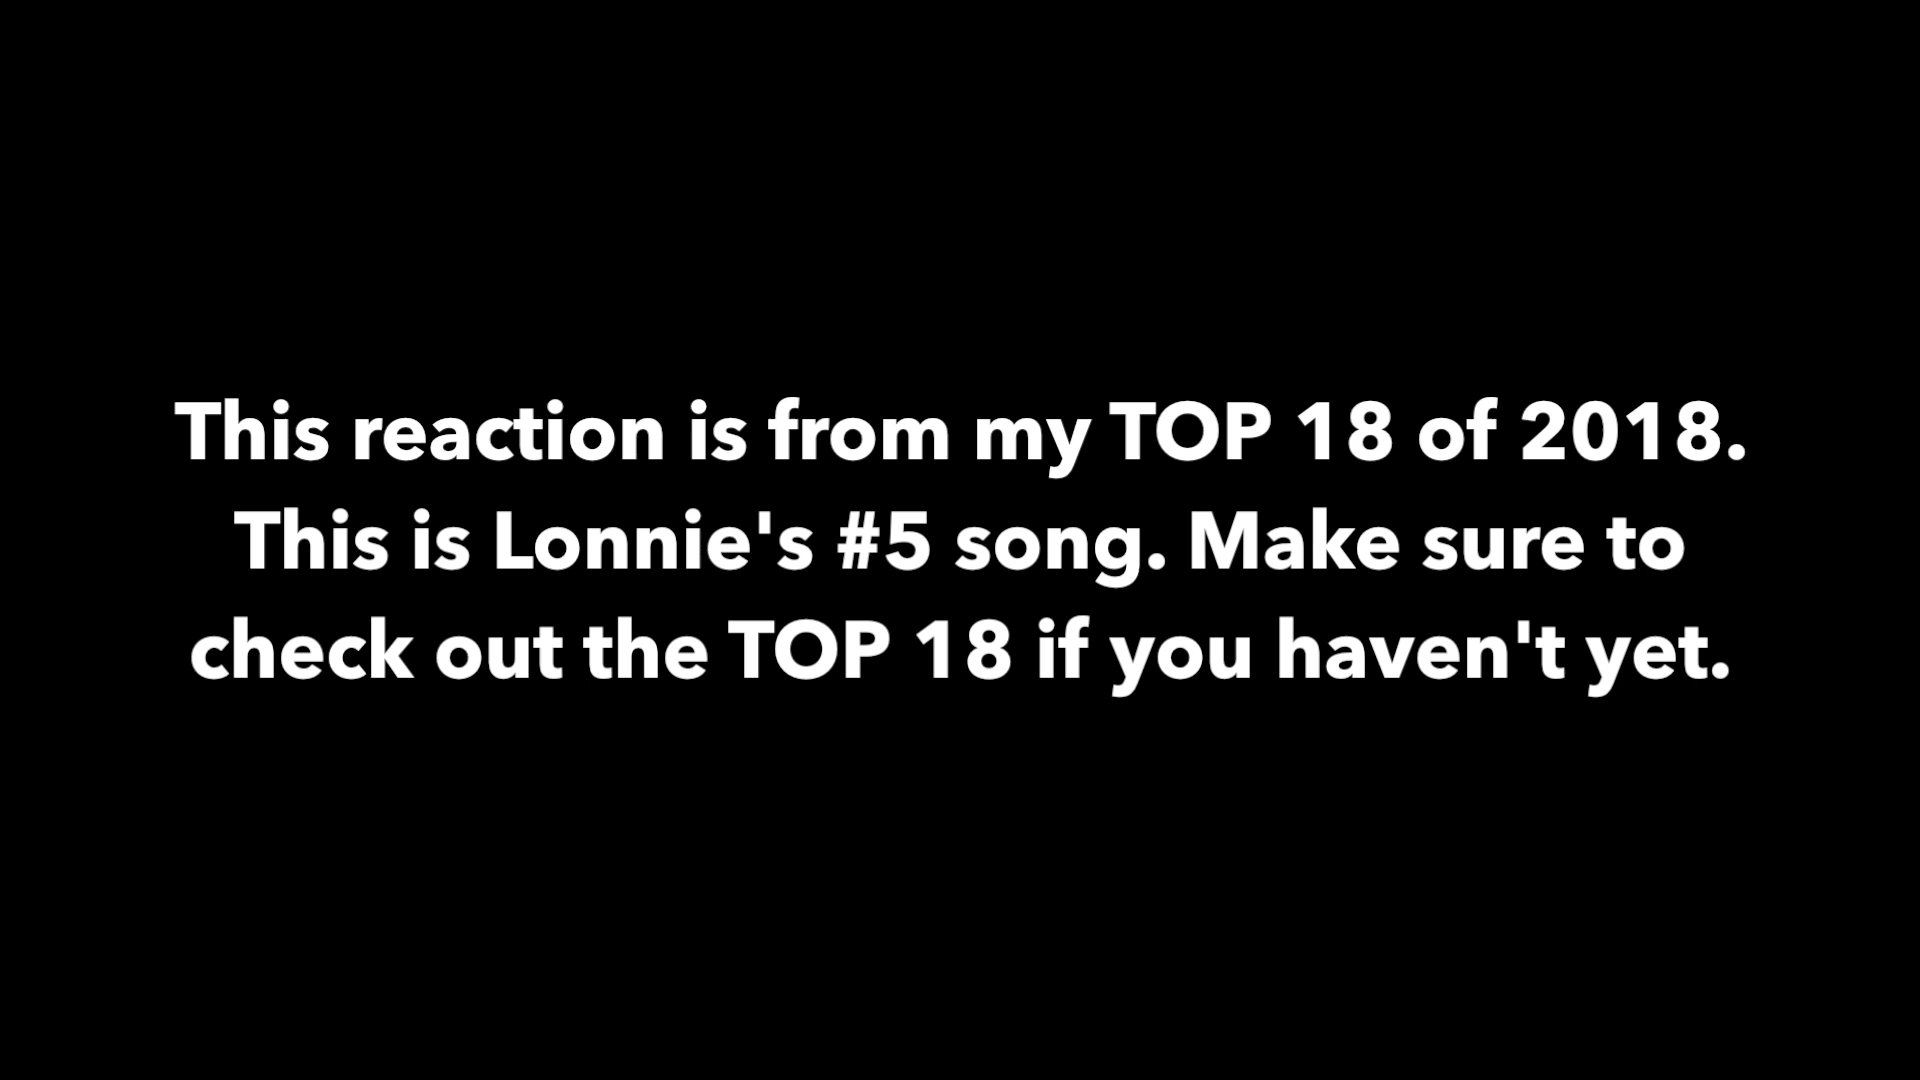 This reaction is from my TOP 18 of 2018.
This is Lonnie's #5 song. Make sure to
check out the TOP 18 if you haven't yet.